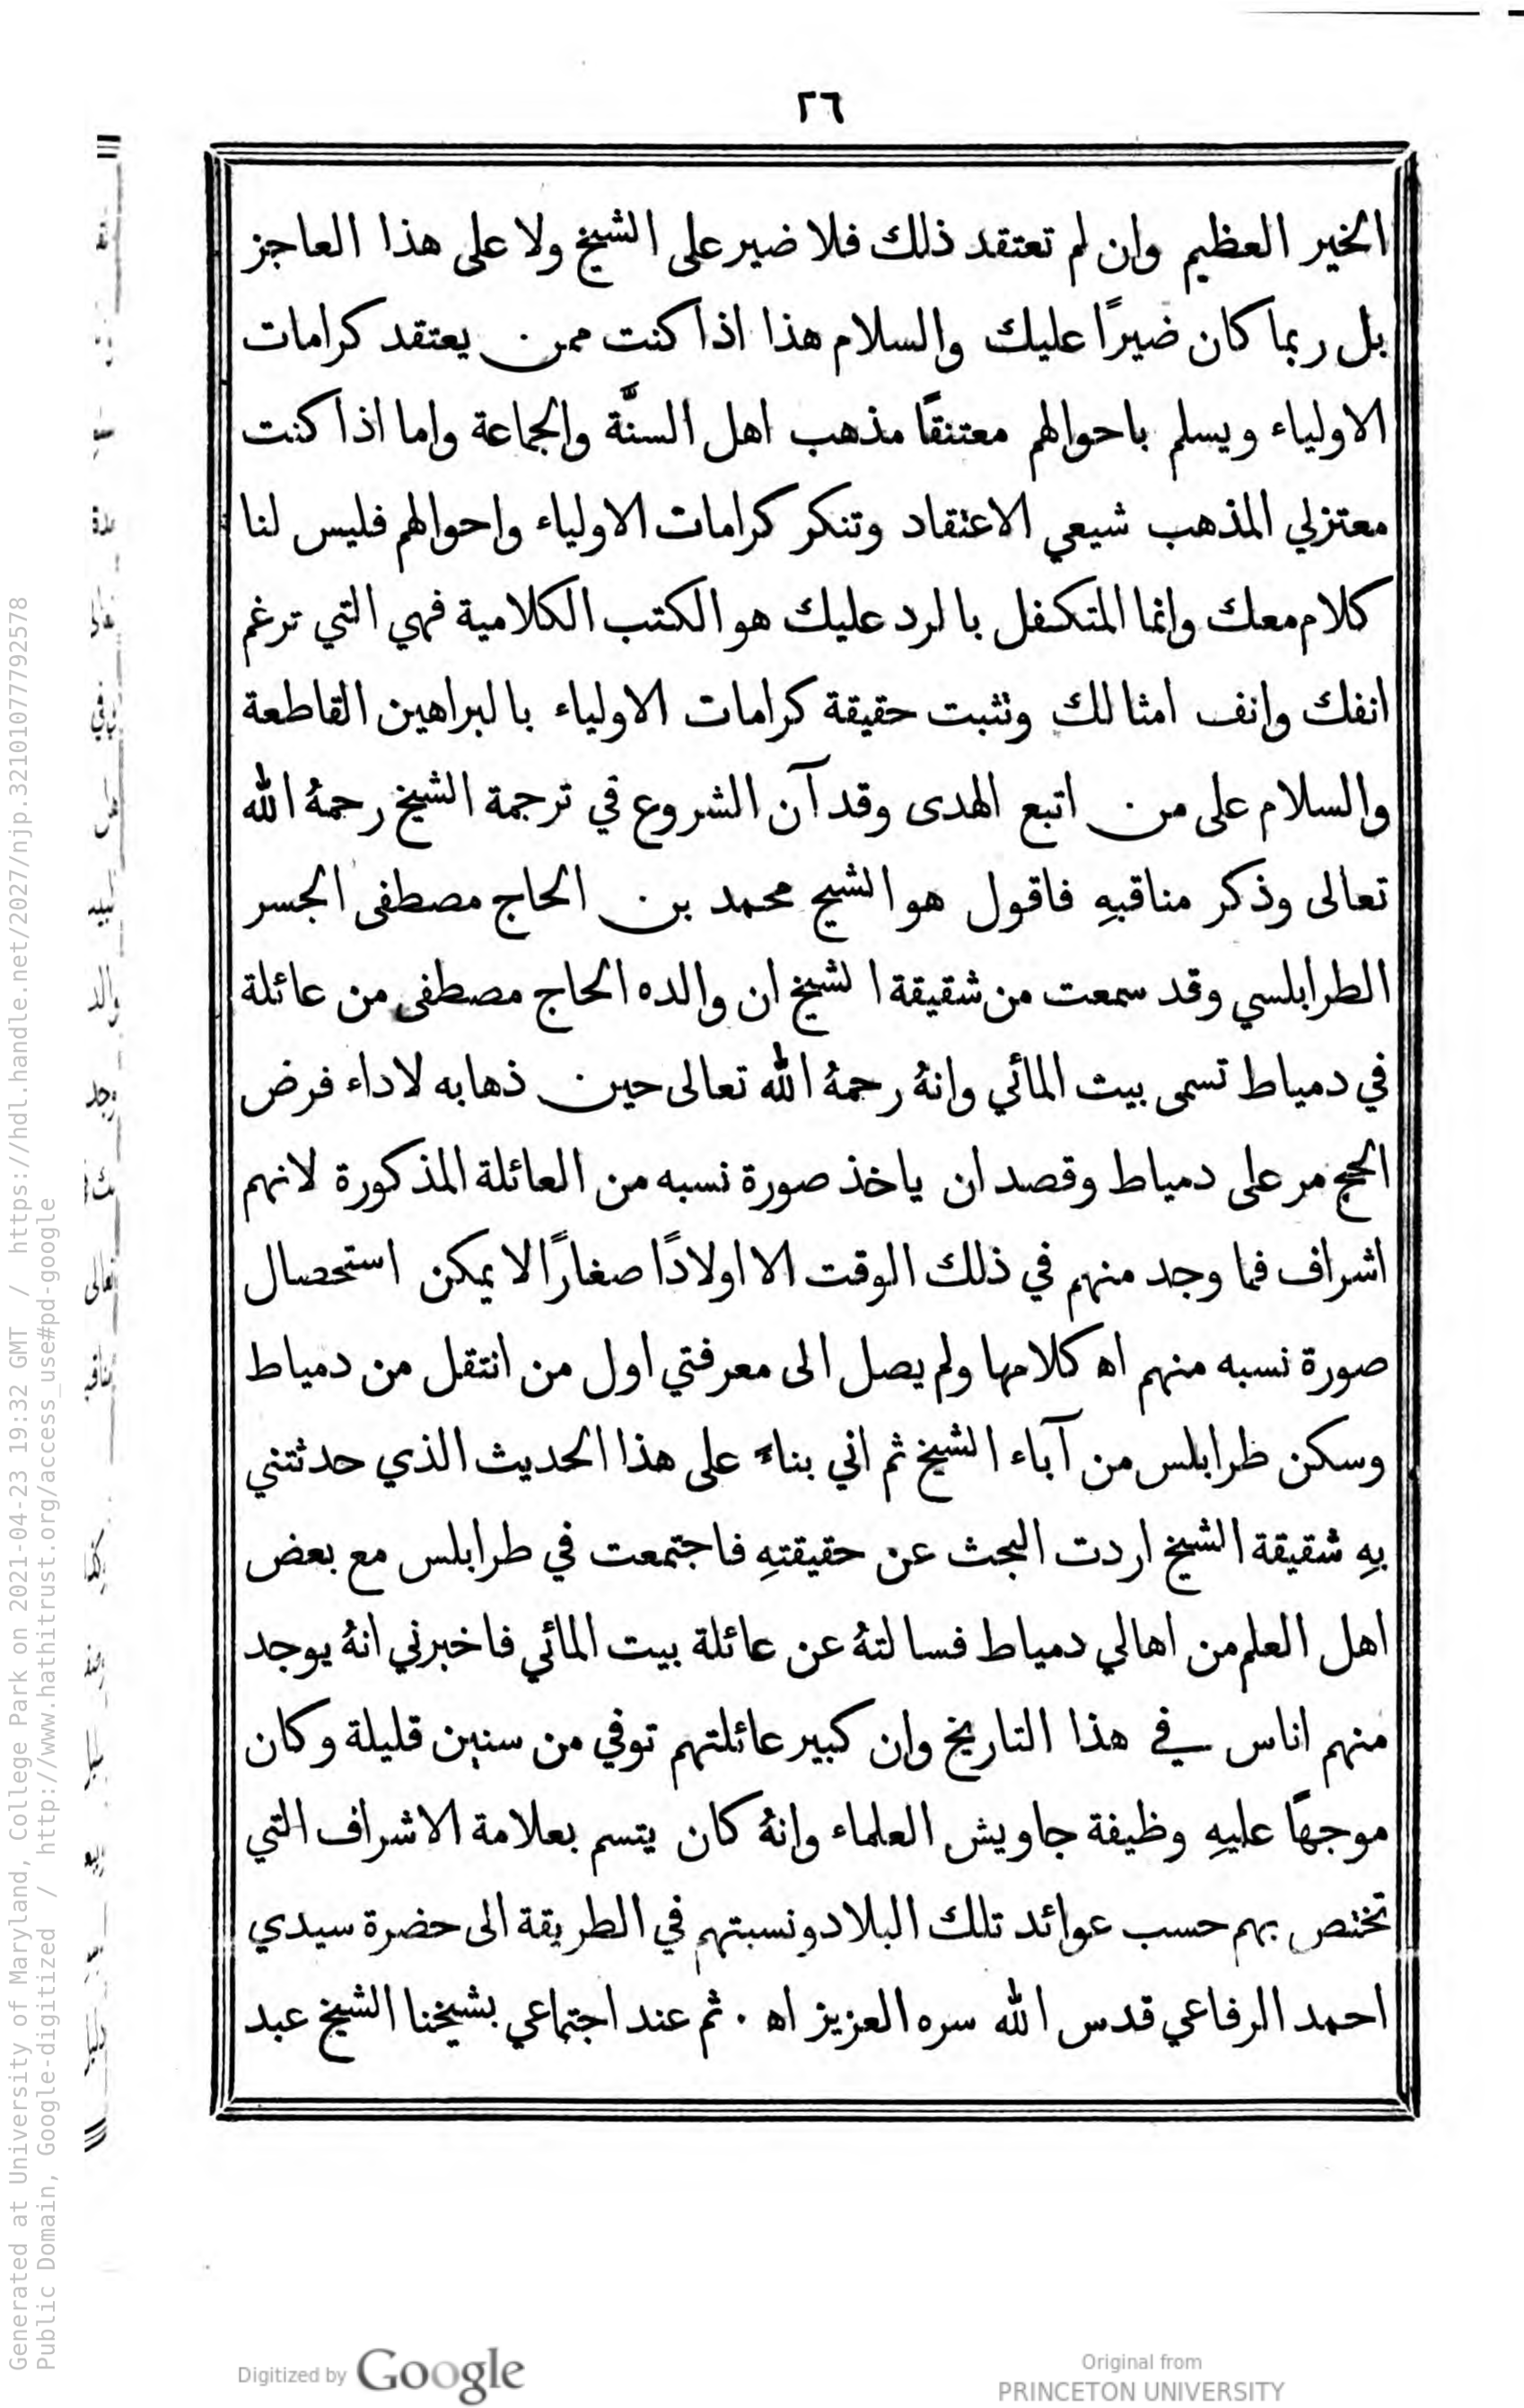 ٢٦
الخير العظيم وان لم تعتقد ذلك فلا ضير على الشيخ ولا على هذا العاجز
بل ربما كان ضيرًا عليك والسلام هذا اذا كنت ممن يعتقد كرامات
الاولياء ويسلم باحوالهم معتنقًا مذهب اهل السنَّة والجماعة واما اذا كنت
معتزلي المذهب شيعي الاعتقاد وتنكر كرامات الاولياء واحوالهم فليس لنا
كلام معك وانما المتكفل بالرد عليك هو الكتب الكلامية فهي التي ترغم
انفك وانف امثالك وتثبت حقيقة كرامات الاولياء بالبراهين القاطعة
والسلام على من اتبع الهدى وقد آن الشروع في ترجمة الشيخ رحمهُ الله
تعالى وذكر مناقبهِ فاقول هو الشيخ محمد بن الحاج مصطفى الجسر
الطرابلسي وقد سمعت من شقيقة الشيخ ان والده الحاج مصطفى من عائلة
في دمياط تسمى بيت المائي وانهُ رحمهُ الله تعالى حين ذهابه لاداء فرض
الحج مر على دمياط وقصد ان ياخذ صورة نسبه من العائلة المذكورة لانهم
اشراف فما وجد منهم في ذلك الوقت الا اولادًا صغارًا لا يمكن استحصال
صورة نسبه منهم اه كلامها ولم يصل الى معرفتي اول من انتقل من دمياط
وسكن طرابلس من آباء الشيخ ثم اني بناءً على هذا الحديث الذي حدثتني
بهِ شقيقة الشيخ اردت البحث عن حقيقتهِ فاجتمعت في طرابلس مع بعض
اهل العلم من اهالي دمياط فسالتهُ عن عائلة بيت المائي فاخبرني انهُ يوجد
منهم اناس في هذا التاريخ وان كبير عائلتهم توفي من سنين قليلة وكان
موجهًا عليهِ وظيفة جاويش العلماء وانهُ كان يتسم بعلامة الاشراف التي
تختص بهم حسب عوائد تلك البلاد ونسبتهم في الطريقة الى حضرة سيدي
احمد الرفاعي قدس الله سره العزيز اه . ثم عند اجتماعي بشيخنا الشيخ عبد
Generated at University of Maryland, College Park on 2021-04-23 19:32 GMT / https://hdl.handle.net/2027/njp.32101077792578
Public Domain, Google-digitized / http://www.hathitrust.org/access_use#pd-google
Digitized by Google
Original from
PRINCETON UNIVERSITY